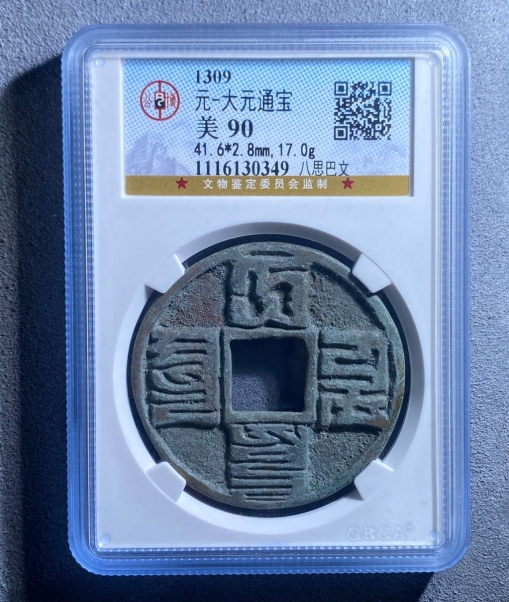 1309
元-大元通宝
美 90
41.6*2.8mm,17.0g
1116130349 八思巴文
★ 文物鉴定委员会监制 ★
GBCA